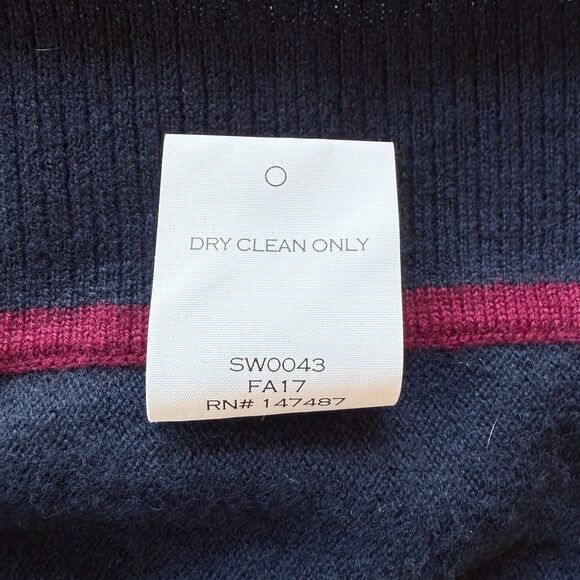 DRY CLEAN ONLY
SW0043
FA17
RN# 147487